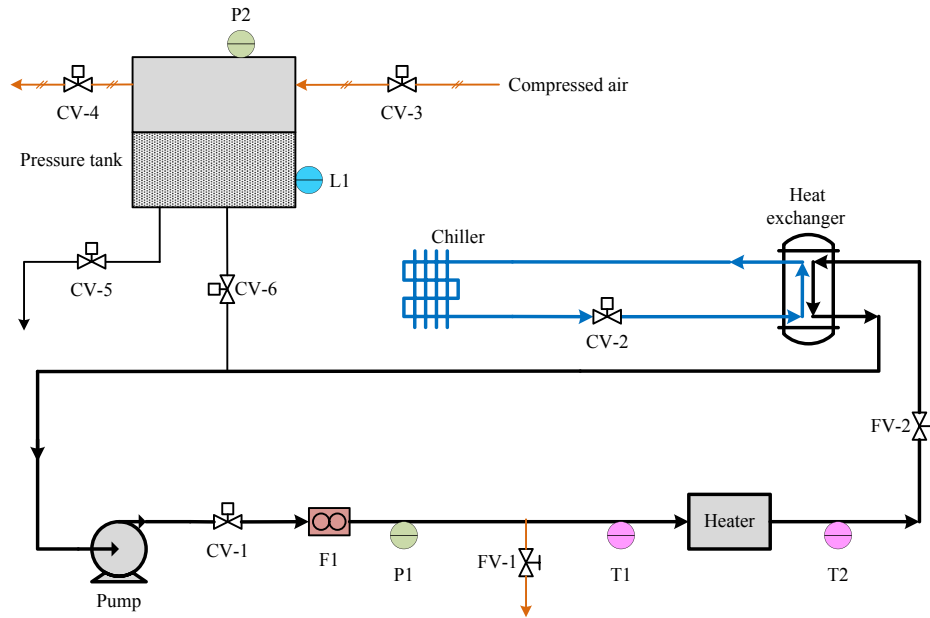 P2
CV-4
CV-3
Compressed air
Pressure tank
L1
Heat
exchanger
Chiller
CV-5
CV-6
CV-2
FV-2
Heater
CV-1
F1
P1
FV-1
T1
T2
Pump